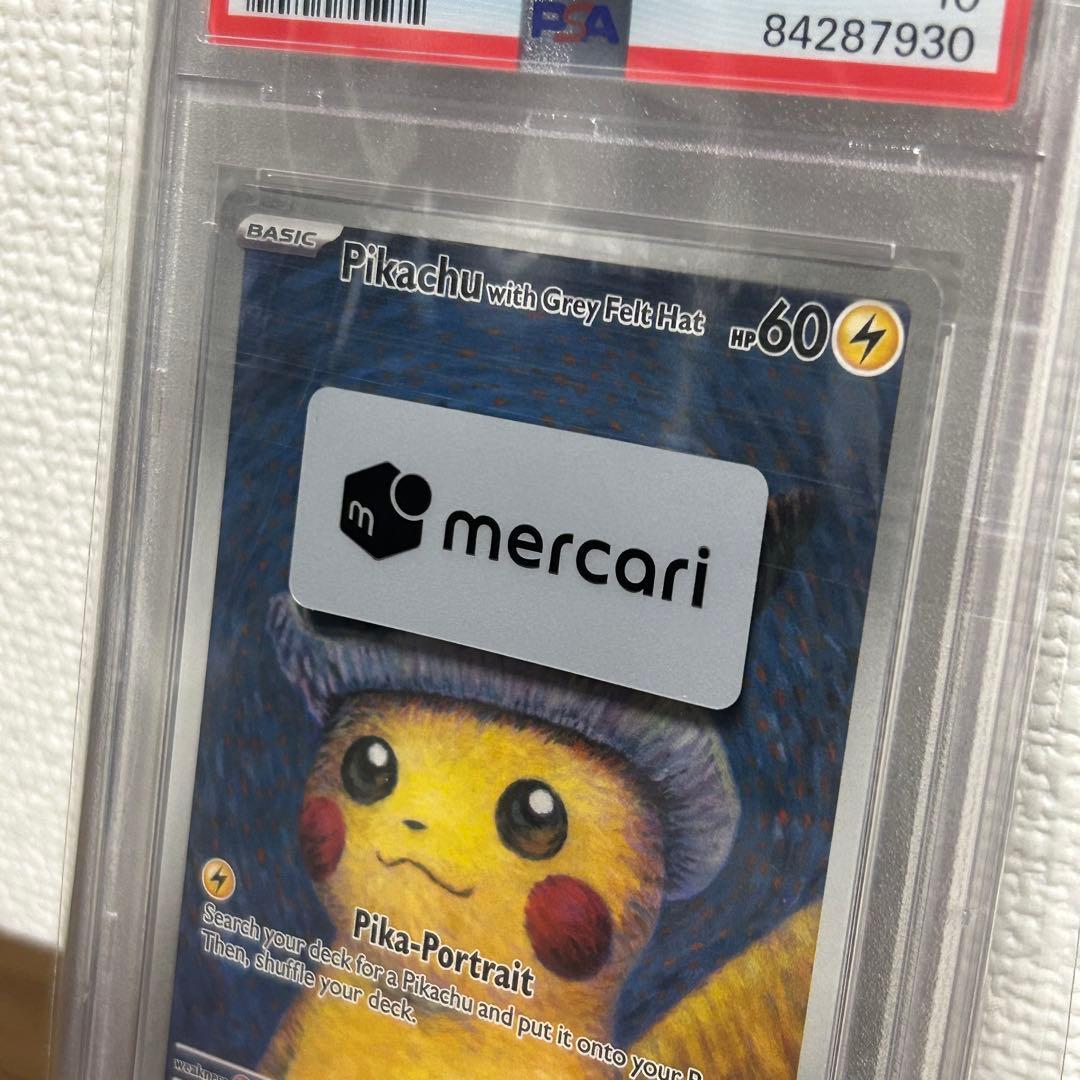 10
PSA
84287930
BASIC
Pikachu with Grey Felt Hat
HP60
m mercari
Pika-Portrait
Search your deck for a Pikachu and put it onto your
Then, shuffle your deck.